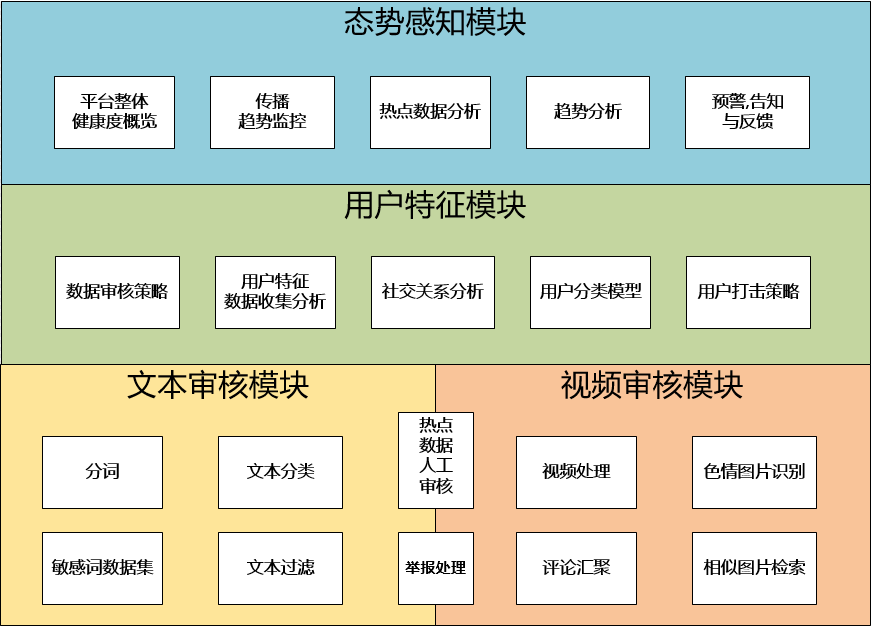 态势感知模块
平台整体
健康度概览
传播
趋势监控
热点数据分析
趋势分析
预警,告知
与反馈
用户特征模块
数据审核策略
用户特征
数据收集分析
社交关系分析
用户分类模型
用户打击策略
文本审核模块
分词
文本分类
敏感词数据集
文本过滤
热点
数据
人工
审核
举报处理
视频审核模块
视频处理
色情图片识别
评论汇聚
相似图片检索